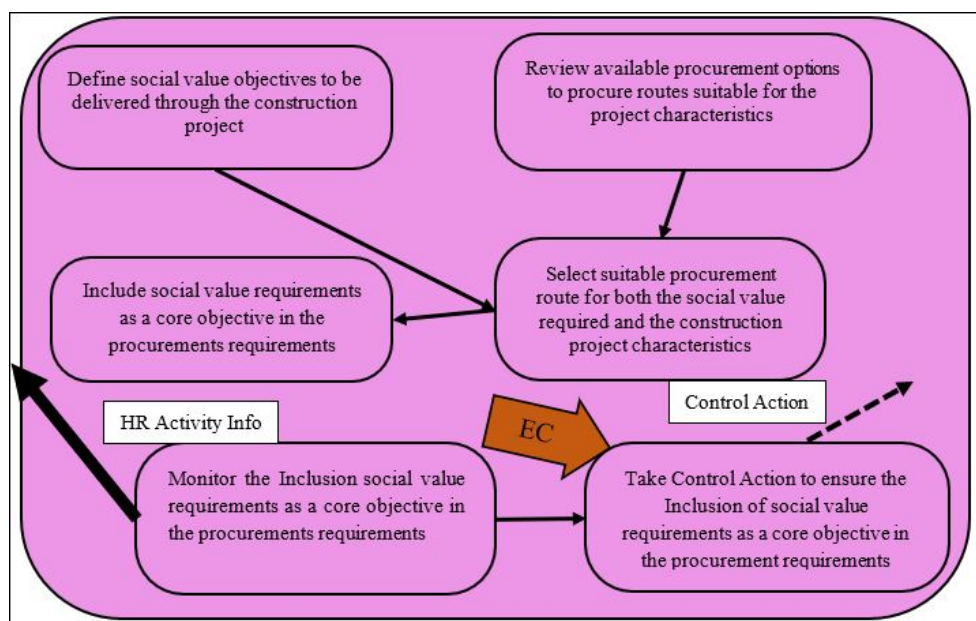 Define social value objectives to be
delivered through the construction
project
Review available procurement options
to procure routes suitable for the
project characteristics
Include social value requirements
as a core objective in the
procurements requirements
Select suitable procurement
route for both the social value
required and the construction
project characteristics
HR Activity Info
EC
Control Action
Monitor the Inclusion social value
requirements as a core objective in
the procurements requirements
Take Control Action to ensure the
Inclusion of social value
requirements as a core objective in
the procurement requirements